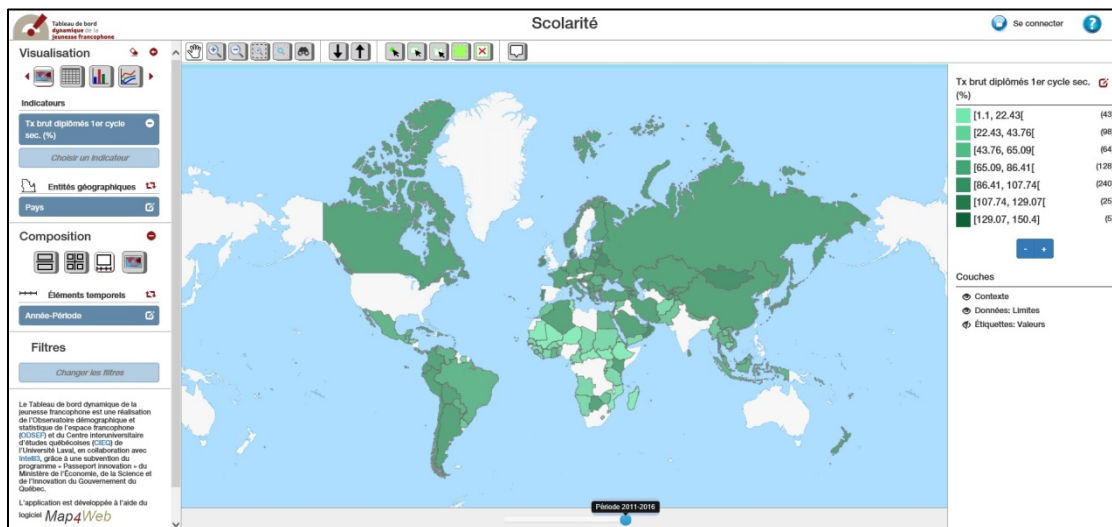 Tableau de bord
dynamique de la
jeunesse francophone
Scolarité
Se connecter
?
Visualisation
Indicateurs
Tx brut diplômés 1er cycle
sec. (%)
Choisir un indicateur
Entités géographiques
Pays
Composition
Éléments temporels
Année-Période
Filtres
Changer les filtres
Le Tableau de bord dynamique de la
jeunesse francophone est une réalisation
de l'Observatoire démographique et
statistique de l'espace francophone
(ODSEF) et du Centre interuniversitaire
d'études québécoises (CIEQ) de
l'Université Laval, en collaboration avec
Intelli3, grâce à une subvention du
programme « Passeport innovation » du
Ministère de l'Économie, de la Science et
de l'Innovation du Gouvernement du
Québec.
L'application est développée à l'aide du
logiciel Map4Web
Période 2011-2016
Tx brut diplômés 1er cycle sec.
(%)
[1.1, 22.43[ (43
[22.43, 43.76[ (98
[43.76, 65.09[ (64
[65.09, 86.41[ (128
[86.41, 107.74[ (240
[107.74, 129.07[ (25
[129.07, 150.4] (5
- +
Couches
Contexte
Données: Limites
Étiquettes: Valeurs